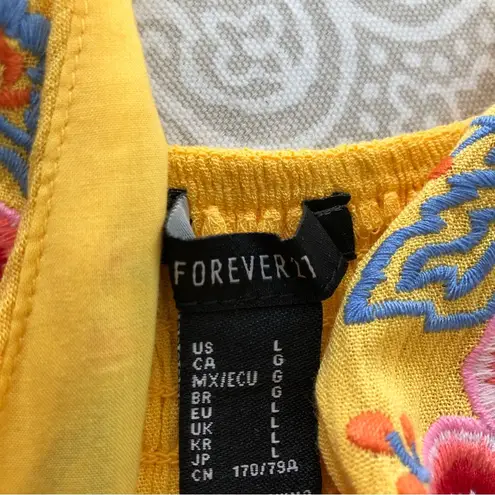 FOREVER 21
US L
CA G
MX/ECU G
BR G
EU L
UK L
KR L
JP L
CN 170/79A